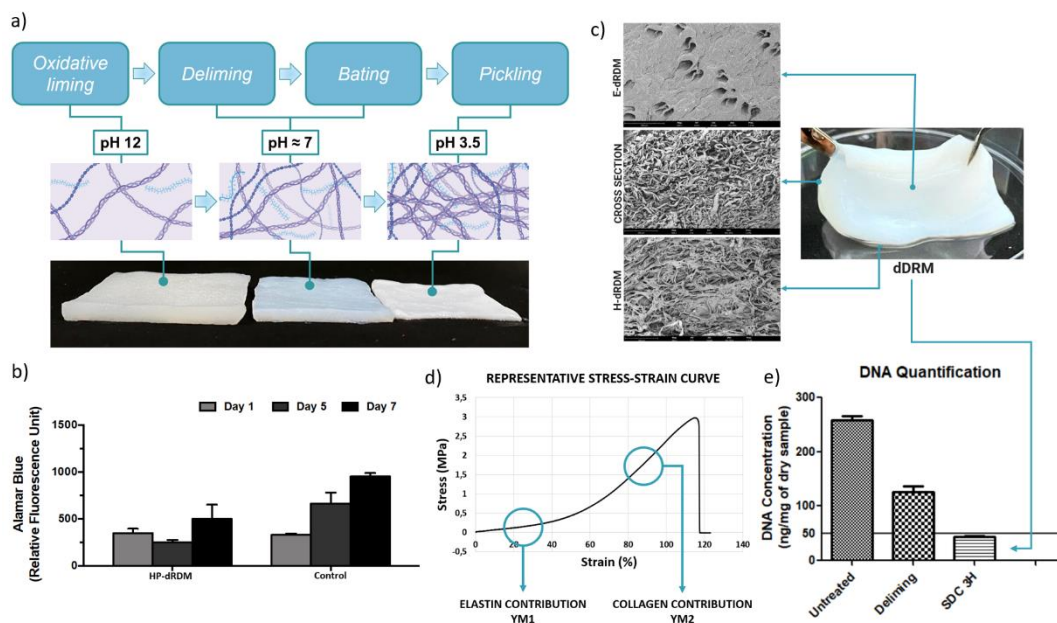 a)
Oxidative
liming
Deliming
Bating
Pickling
pH 12
pH ≈ 7
pH 3.5
c)
E-dRDM
CROSS SECTION
H-dIRDM
dDRM
b)
Day 1
Day 5
Day 7
Alamar Blue
(Relative Fluorescence Unit)
1500
1000
500
0
HP-dRDM
Control
d)
REPRESENTATIVE STRESS-STRAIN CURVE
Stress (MPa)
3,5
3
2,5
2
1,5
1
0,5
0
-0,5
0
20
40
60
80
100
120
140
Strain (%)
ELASTIN CONTRIBUTION
YM1
COLLAGEN CONTRIBUTION
YM2
e)
DNA Quantification
DNA Concentration
(ng/mg of dry sample)
300
250
200
150
100
50
0
Untreated
Deliming
SDC 3H